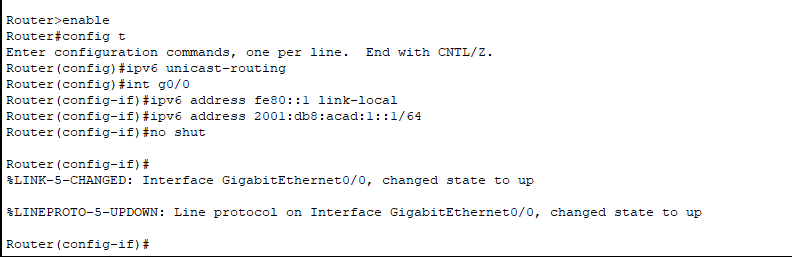 Router>enable
Router#config t
Enter configuration commands, one per line.  End with CNTL/Z.
Router(config)#ipv6 unicast-routing
Router(config)#int g0/0
Router(config-if)#ipv6 address fe80::1 link-local
Router(config-if)#ipv6 address 2001:db8:acad:1::1/64
Router(config-if)#no shut
Router(config-if)#
%LINK-5-CHANGED: Interface GigabitEthernet0/0, changed state to up
%LINEPROTO-5-UPDOWN: Line protocol on Interface GigabitEthernet0/0, changed state to up
Router(config-if)#